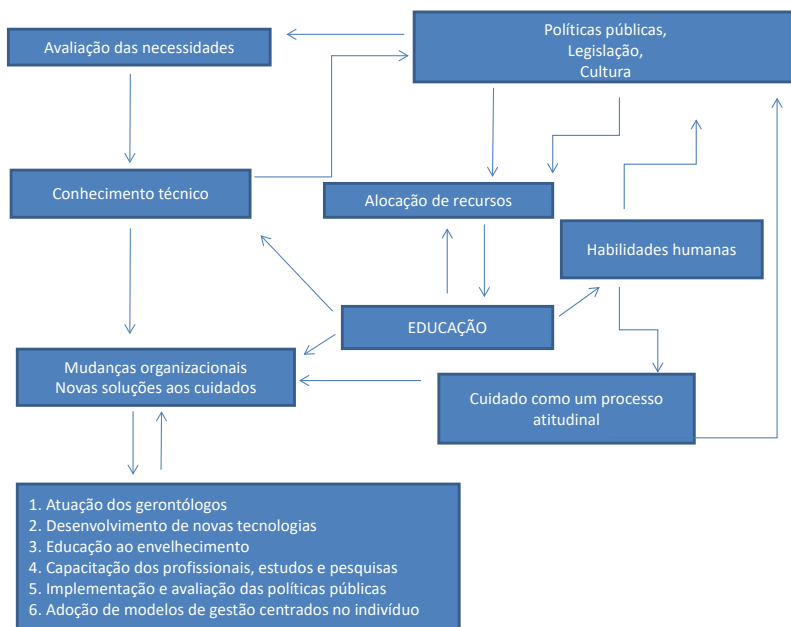 Avaliação das necessidades
Políticas públicas,
Legislação,
Cultura
Conhecimento técnico
Alocação de recursos
Habilidades humanas
EDUCAÇÃO
Mudanças organizacionais
Novas soluções aos cuidados
Cuidado como um processo
atitudinal
1. Atuação dos gerontólogos
2. Desenvolvimento de novas tecnologias
3. Educação ao envelhecimento
4. Capacitação dos profissionais, estudos e pesquisas
5. Implementação e avaliação das políticas públicas
6. Adoção de modelos de gestão centrados no indivíduo